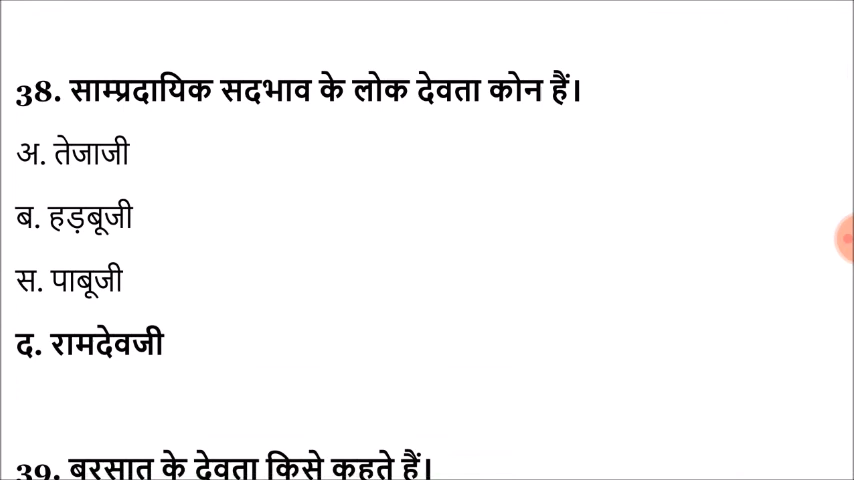 38. साम्प्रदायिक सदभाव के लोक देवता कोन हैं।
अ. तेजाजी
ब. हड़बूजी
स. पाबूजी
द. रामदेवजी
39. बरसात के देवता किसे कहते हैं।